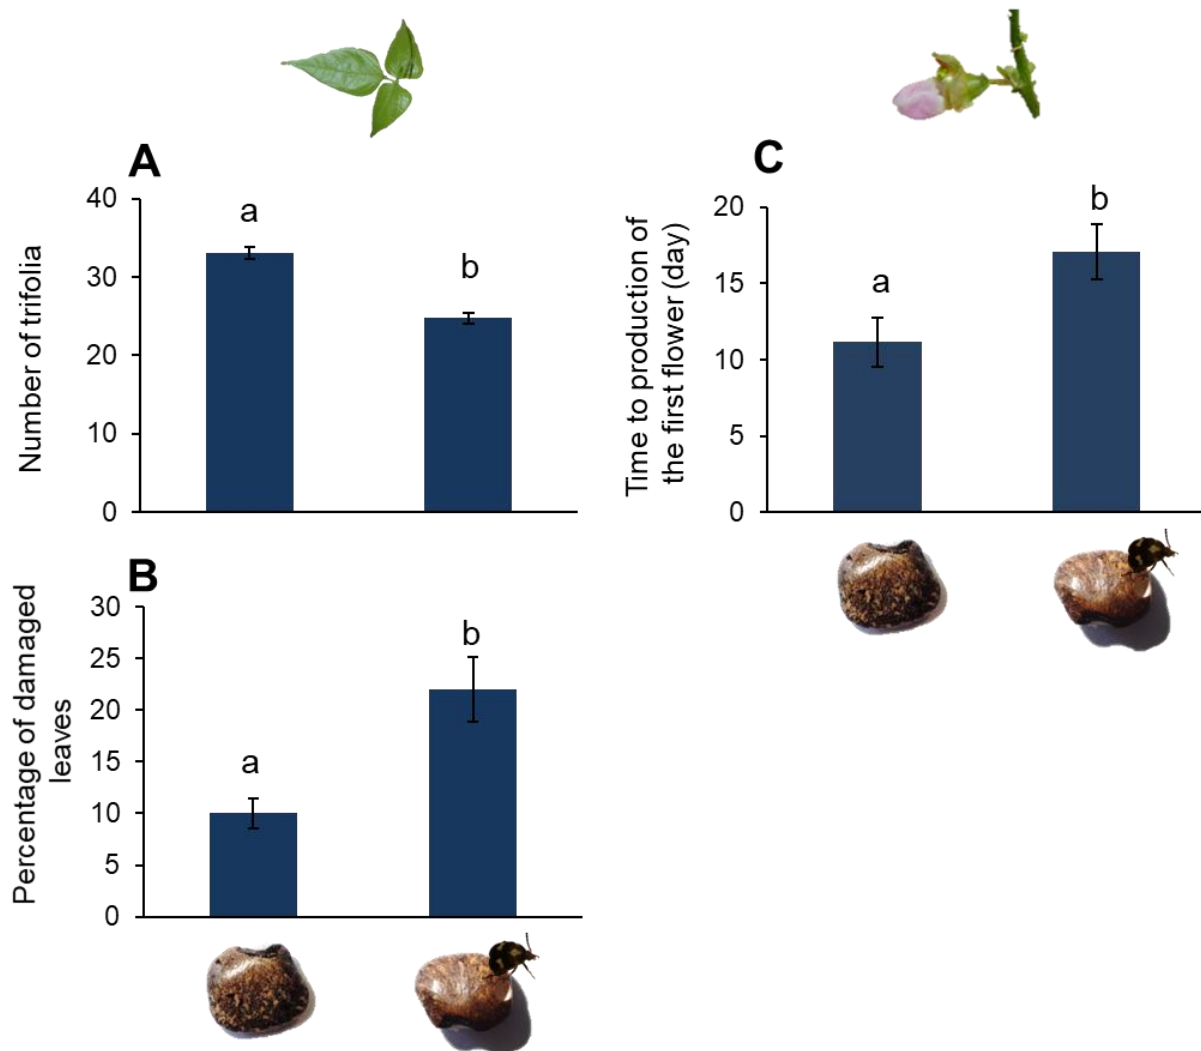 A
Number of trifolia
40
30
20
10
0
a
b
B
Percentage of damaged
leaves
30
25
20
15
10
5
0
a
b
C
Time to production of
the first flower (day)
20
15
10
5
0
a
b